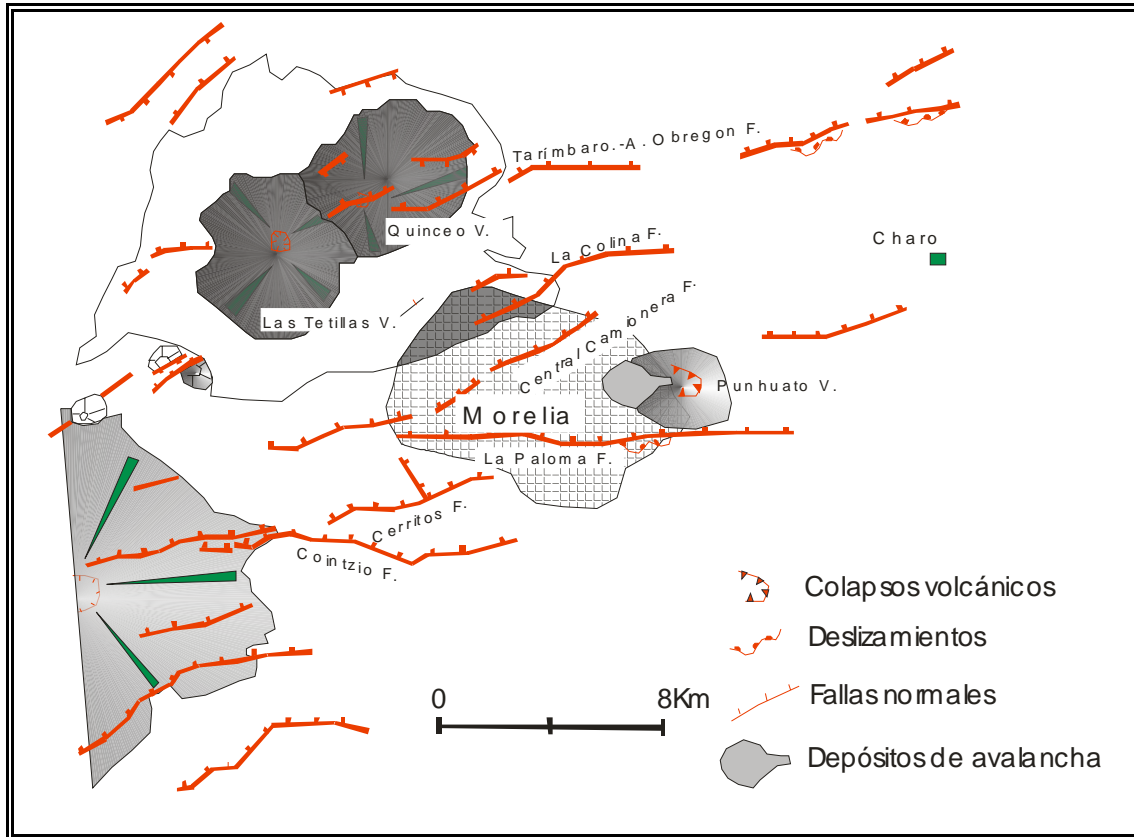 Tarímbaro.-A. Obregon F.
Quinceo V.
La Colina F.
Charo
Las Tetillas V.
Central Camionera F.
Punhuato V.
Morelia
La Paloma F.
Cerritos F.
Cointzio F.
Colapsos volcánicos
Deslizamientos
Fallas normales
Depósitos de avalancha
0 8Km